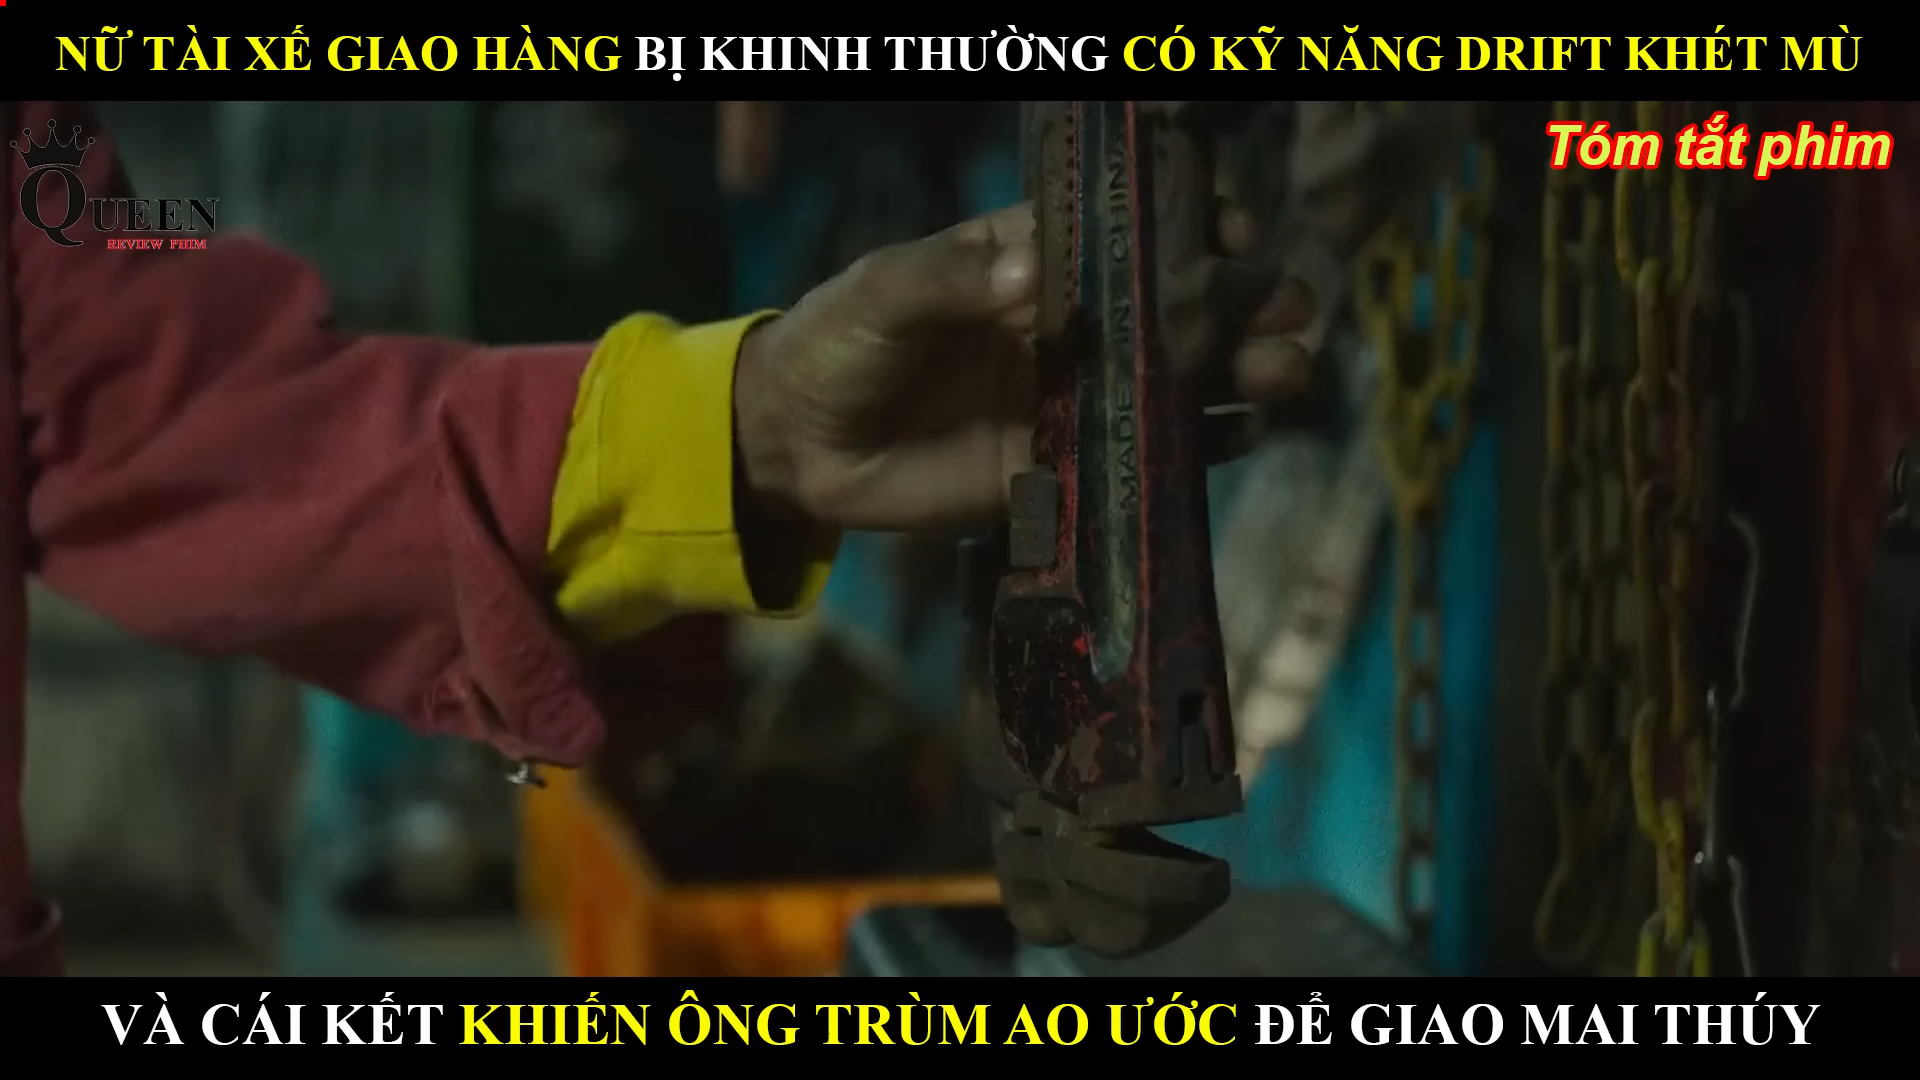 NỮ TÀI XẾ GIAO HÀNG BỊ KHINH THƯỜNG CÓ KỸ NĂNG DRIFT KHÉT MÙ
Tóm tắt phim
QUEEN
REVIEW PHIM
MADE IN CHINA
VÀ CÁI KẾT KHIẾN ÔNG TRÙM AO ƯỚC ĐỂ GIAO MAI THÚY